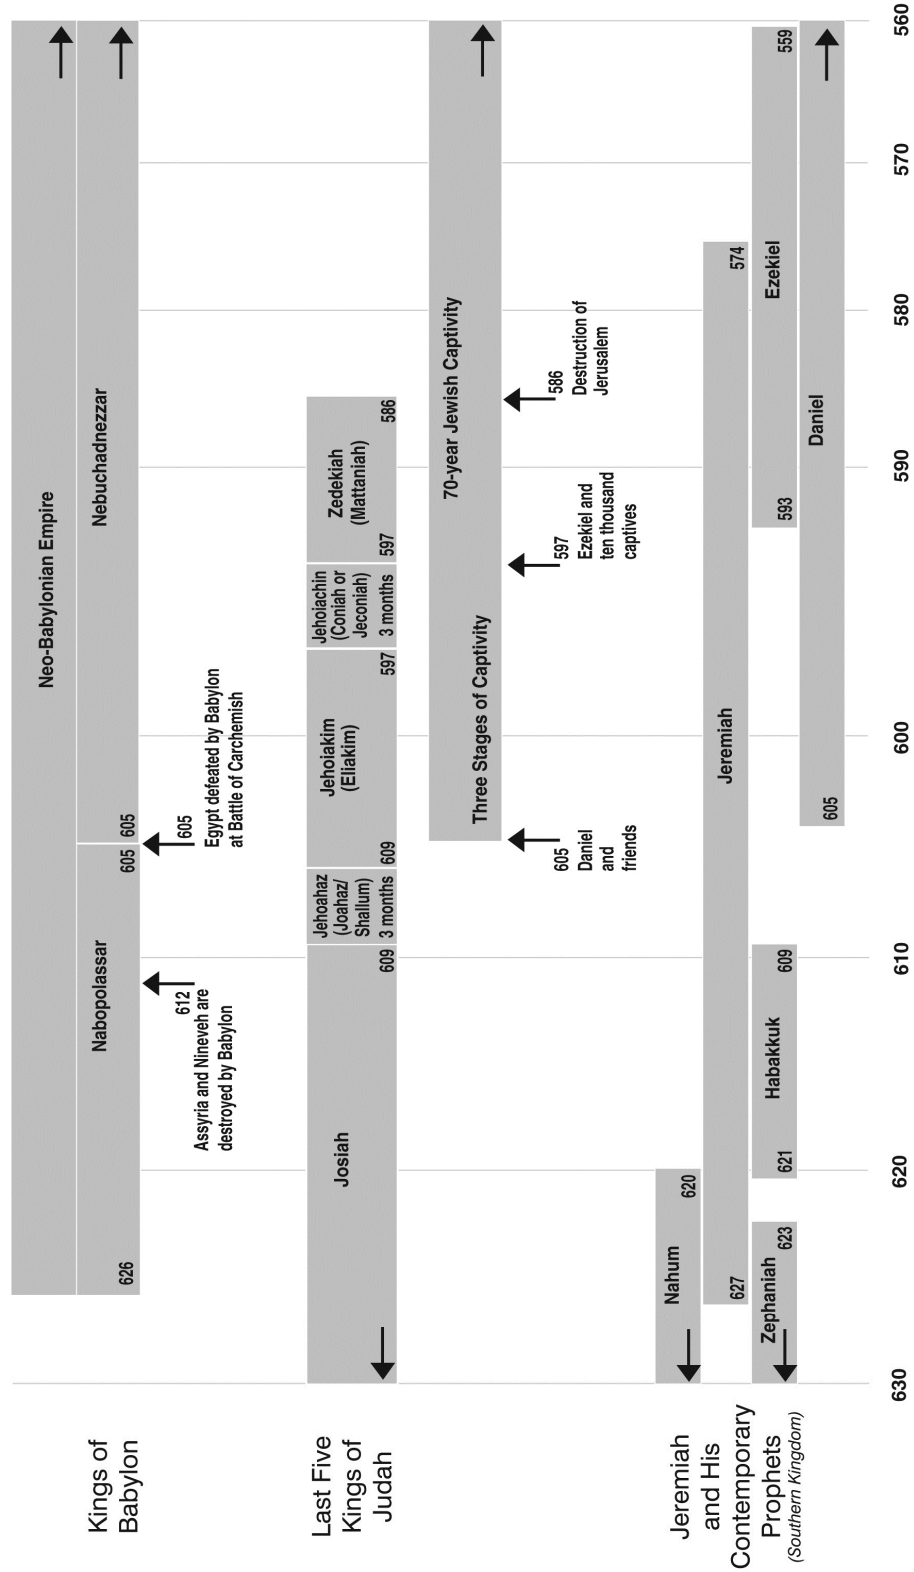 Neo-Babylonian Empire
Kings of
Babylon
626
Nabopolassar
605
605
Nebuchadnezzar
612
Assyria and Nineveh are
destroyed by Babylon
605
Egypt defeated by Babylon
at Battle of Carchemish
Last Five
Kings of
Judah
Josiah
609
Jehoahaz
(Joahaz/
Shallum)
3 months
609
Jehoiakim
(Eliakim)
597
Jehoiachin
(Coniah or
Jeconiah)
3 months
597
Zedekiah
(Mattaniah)
586
70-year Jewish Captivity
Three Stages of Captivity
605
Daniel
and
friends
597
Ezekiel and
ten thousand
captives
586
Destruction of
Jerusalem
Jeremiah
and His
Contemporary
Prophets
(Southern Kingdom)
Nahum
620
627
Jeremiah
574
Zephaniah
623
621
Habakkuk
609
593
Ezekiel
559
605
Daniel
630
620
610
600
590
580
570
560